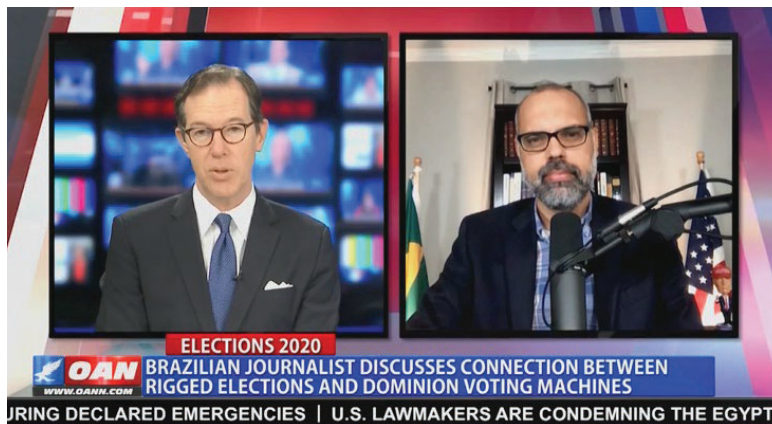 ELECTIONS 2020
OAN
WWW.OANN.COM
BRAZILIAN JOURNALIST DISCUSSES CONNECTION BETWEEN
RIGGED ELECTIONS AND DOMINION VOTING MACHINES
URING DECLARED EMERGENCIES | U.S. LAWMAKERS ARE CONDEMNING THE EGYPT